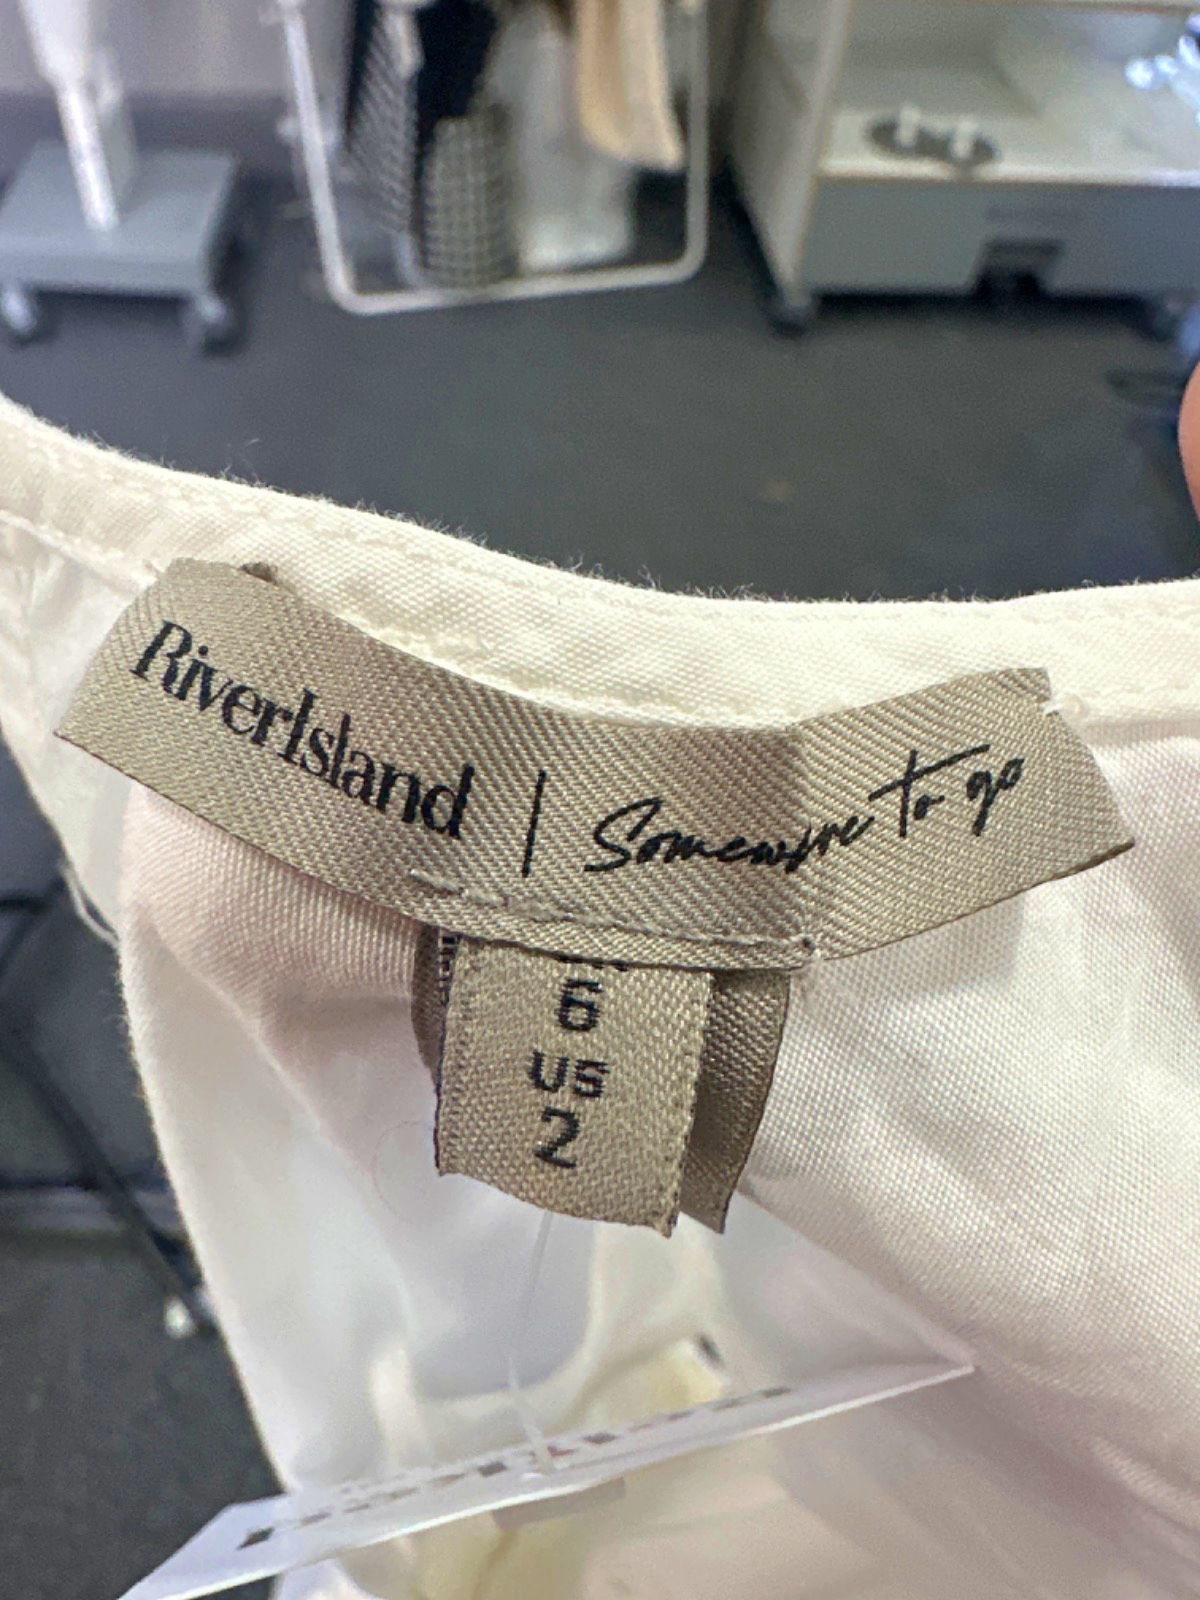 RiverIsland | Somewhere to go
6
US
2